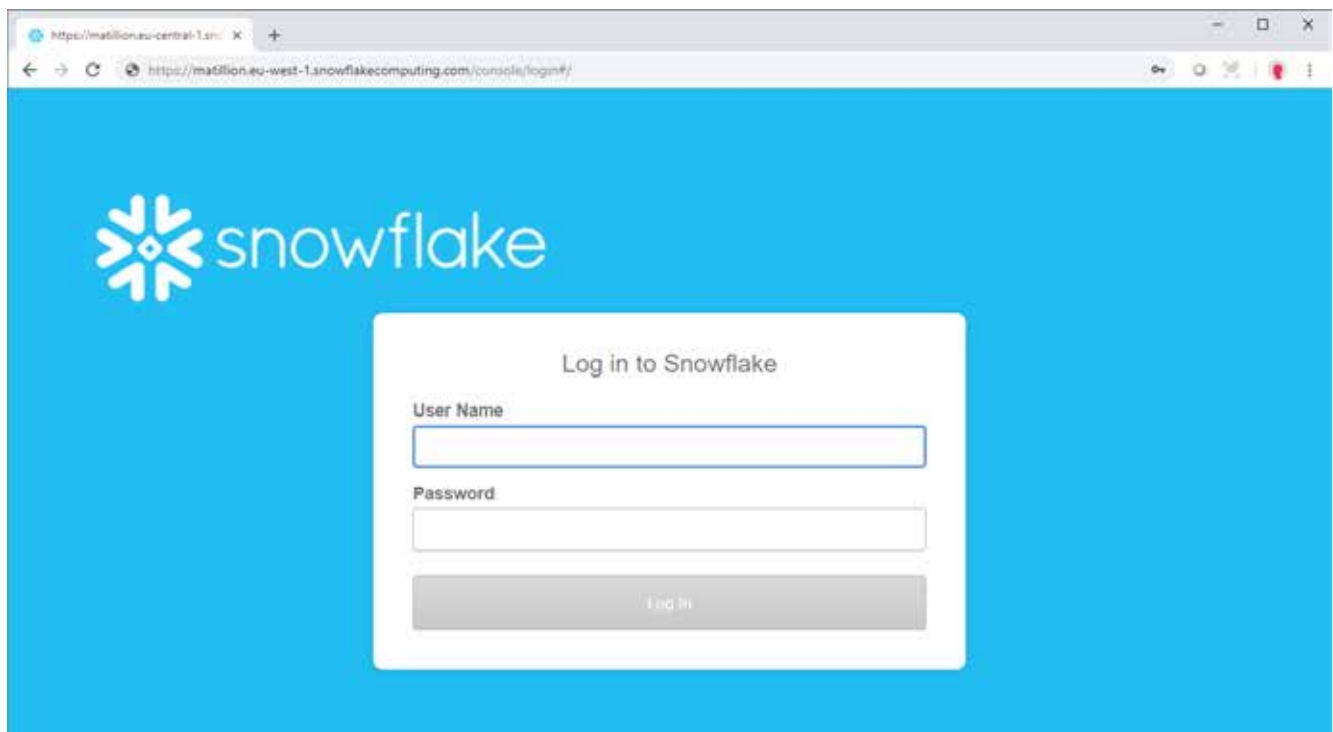 https://matillion.eu-central-1.sn
https://matillion.eu-west-1.snowflakecomputing.com/console/login#/
snowflake
Log in to Snowflake
User Name
Password
Log In